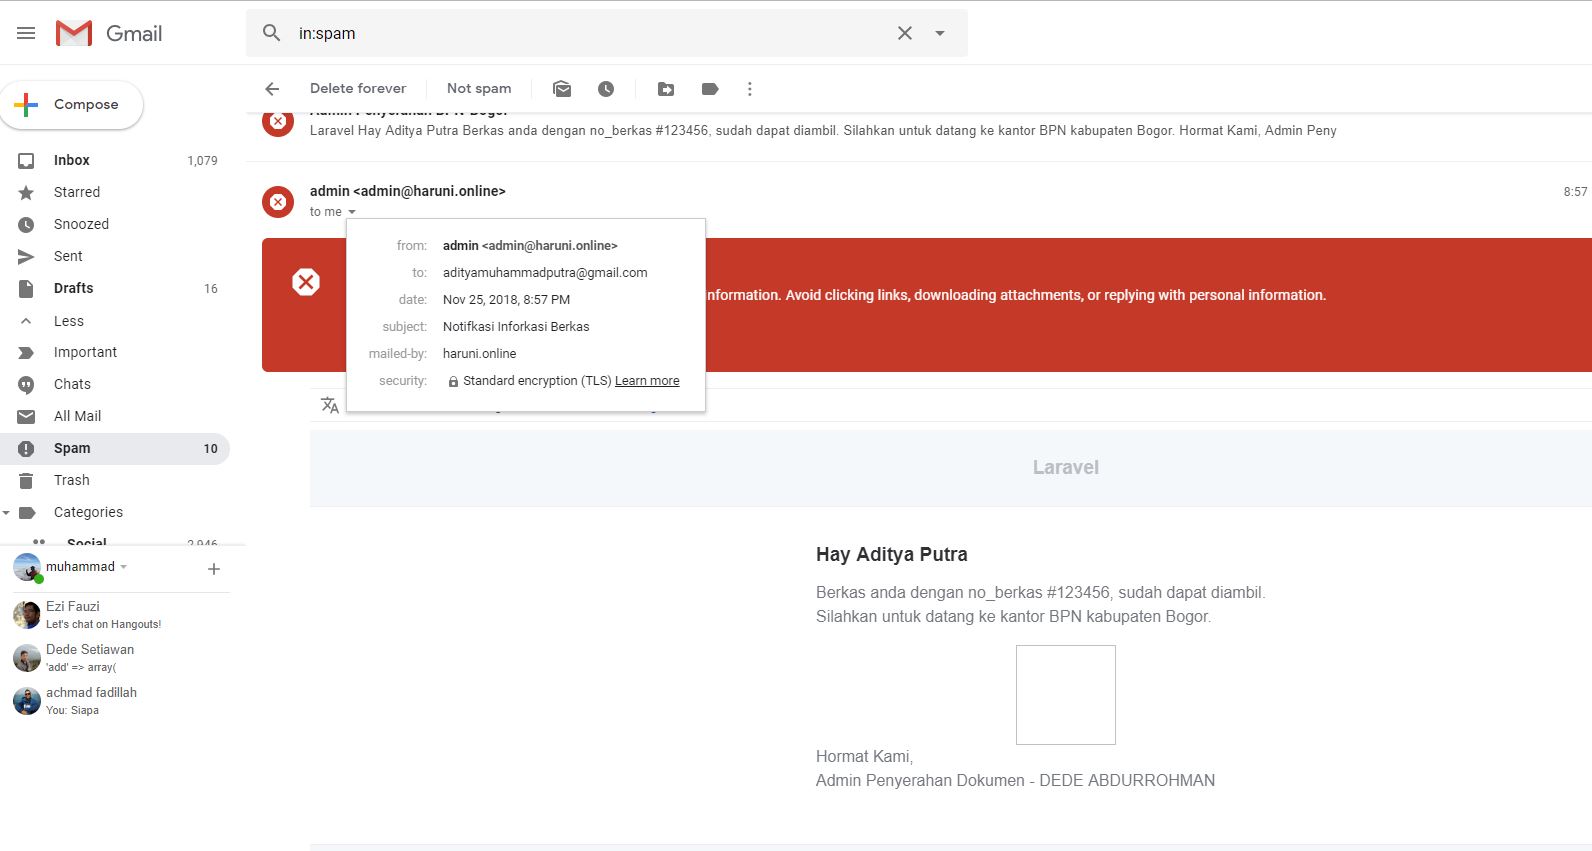 Gmail
in:spam
Compose
Delete forever
Not spam
Inbox 1,079
Starred
Snoozed
Sent
Drafts 16
Less
Important
Chats
All Mail
Spam 10
Trash
Categories
Social 2,946
muhammad
Ezi Fauzi
Let's chat on Hangouts!
Dede Setiawan
'add' => array(
achmad fadillah
You: Siapa
Admin Penyerahan BPN-Bogor
Laravel Hay Aditya Putra Berkas anda dengan no_berkas #123456, sudah dapat diambil. Silahkan untuk datang ke kantor BPN kabupaten Bogor. Hormat Kami, Admin Peny
admin <admin@haruni.online> 8:57
to me
from: admin <admin@haruni.online>
to: adityamuhammadputra@gmail.com
date: Nov 25, 2018, 8:57 PM
subject: Notifkasi Inforkasi Berkas
mailed-by: haruni.online
security: Standard encryption (TLS) Learn more
nformation. Avoid clicking links, downloading attachments, or replying with personal information.
Laravel
Hay Aditya Putra
Berkas anda dengan no_berkas #123456, sudah dapat diambil.
Silahkan untuk datang ke kantor BPN kabupaten Bogor.
Hormat Kami,
Admin Penyerahan Dokumen - DEDE ABDURROHMAN